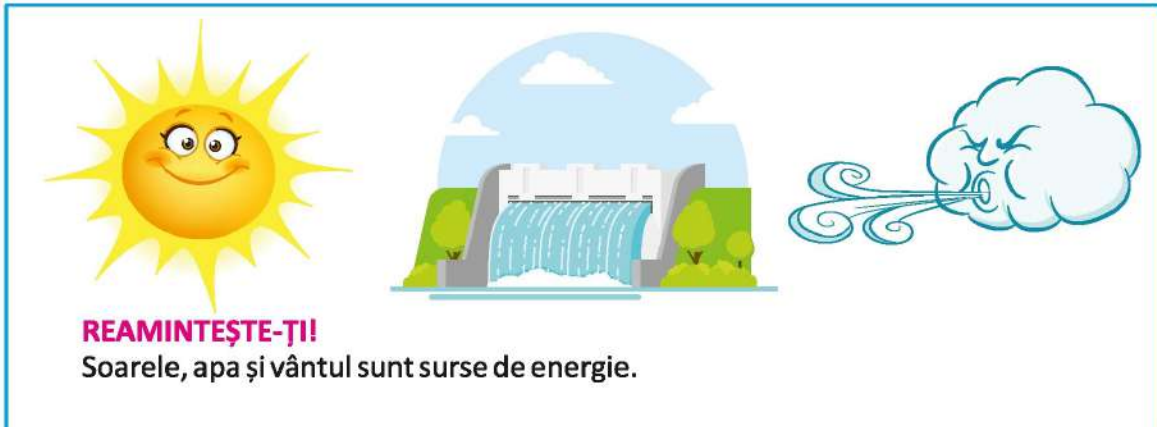 REAMINTEȘTE-ȚI!
Soarele, apa și vântul sunt surse de energie.